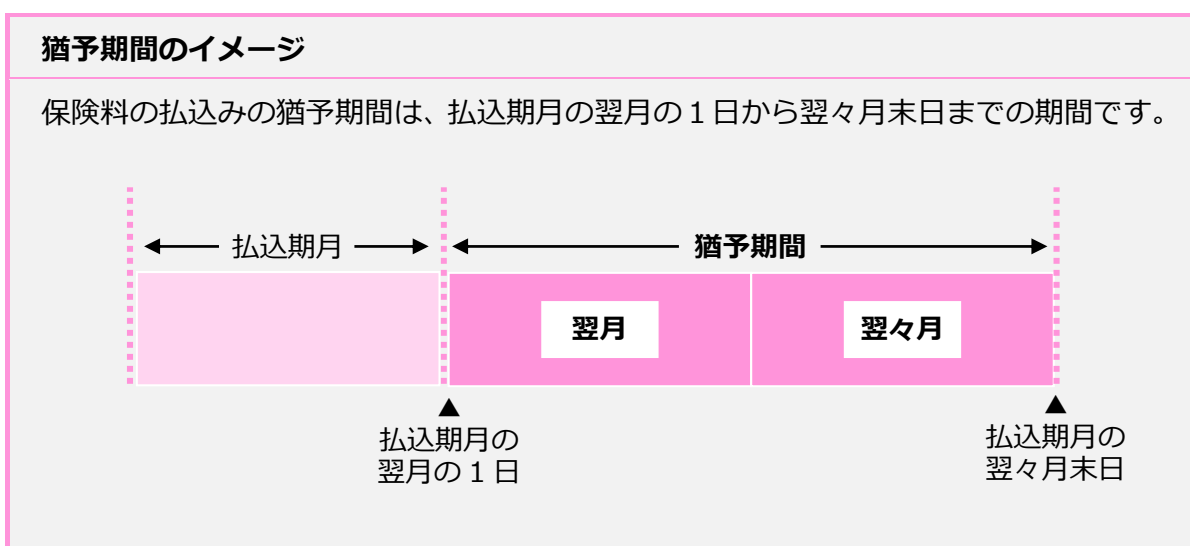 猶予期間のイメージ
保険料の払込みの猶予期間は、払込期月の翌月の１日から翌々月末日までの期間です。
払込期月
猶予期間
翌月
翌々月
▲
払込期月の
翌月の１日
▲
払込期月の
翌々月末日